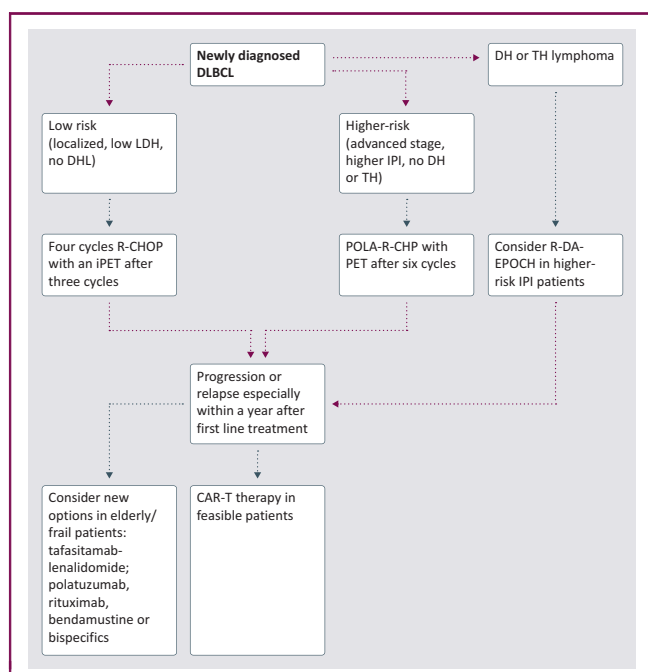 Newly diagnosed
DLBCL
DH or TH lymphoma
Low risk
(localized, low LDH,
no DHL)
Higher-risk
(advanced stage,
higher IPI, no DH
or TH)
Four cycles R-CHOP
with an iPET after
three cycles
POLA-R-CHP with
PET after six cycles
Consider R-DA-
EPOCH in higher-
risk IPI patients
Progression or
relapse especially
within a year after
first line treatment
Consider new
options in elderly/
frail patients:
tafasitamab-
lenalidomide;
polatuzumab,
rituximab,
bendamustine or
bispecifics
CAR-T therapy in
feasible patients